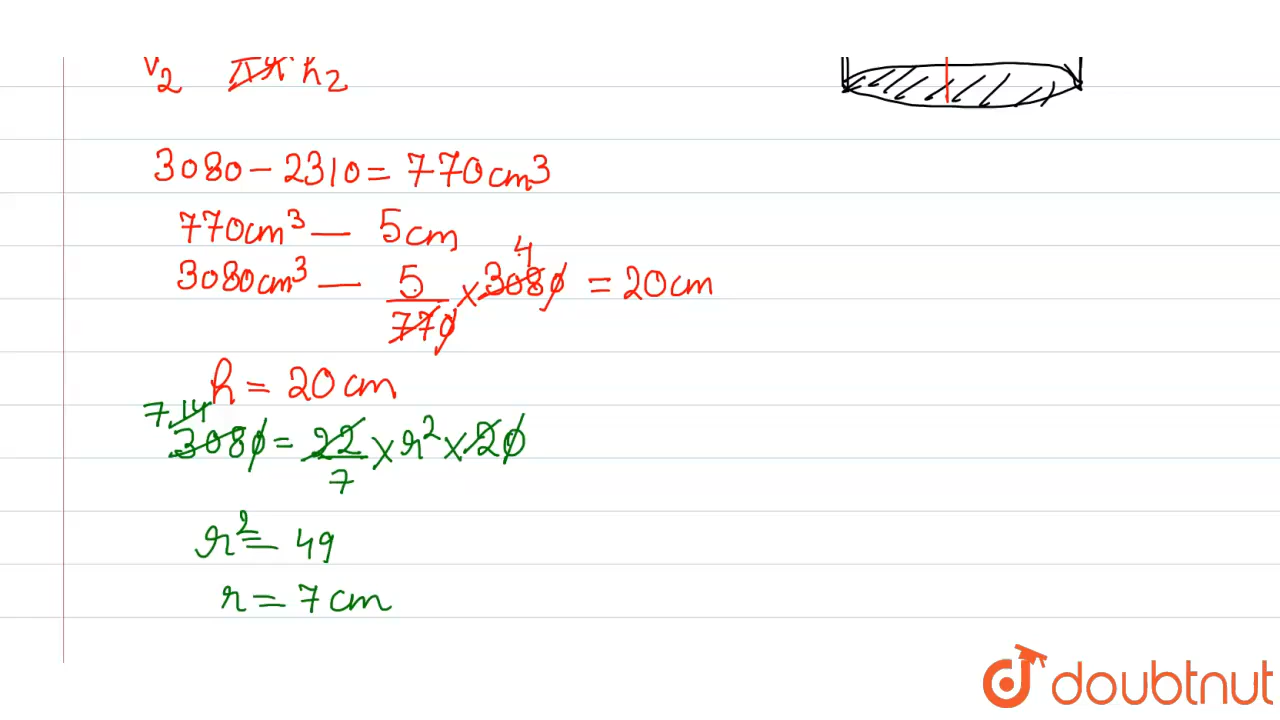 V2 πr² h2
3080 - 2310 = 770 cm³
770 cm³ — 5 cm
3080 cm³ — 5/770 × 3080 = 20 cm
4
h = 20 cm
7 14
3080 = 22/7 × r² × 20
r² = 49
r = 7 cm
doubtnut